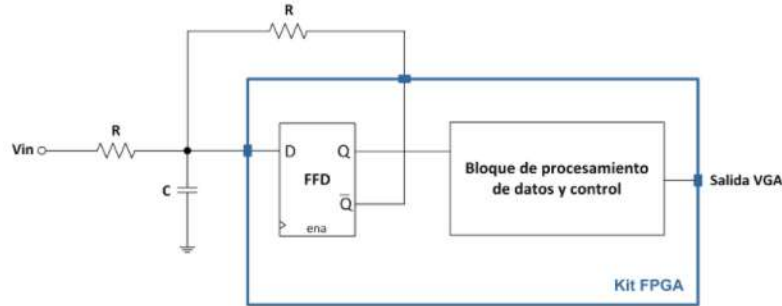 R
R
Vin
D
Q
FFD
C
Q
ena
Bloque de procesamiento
de datos y control
Salida VGA
Kit FPGA